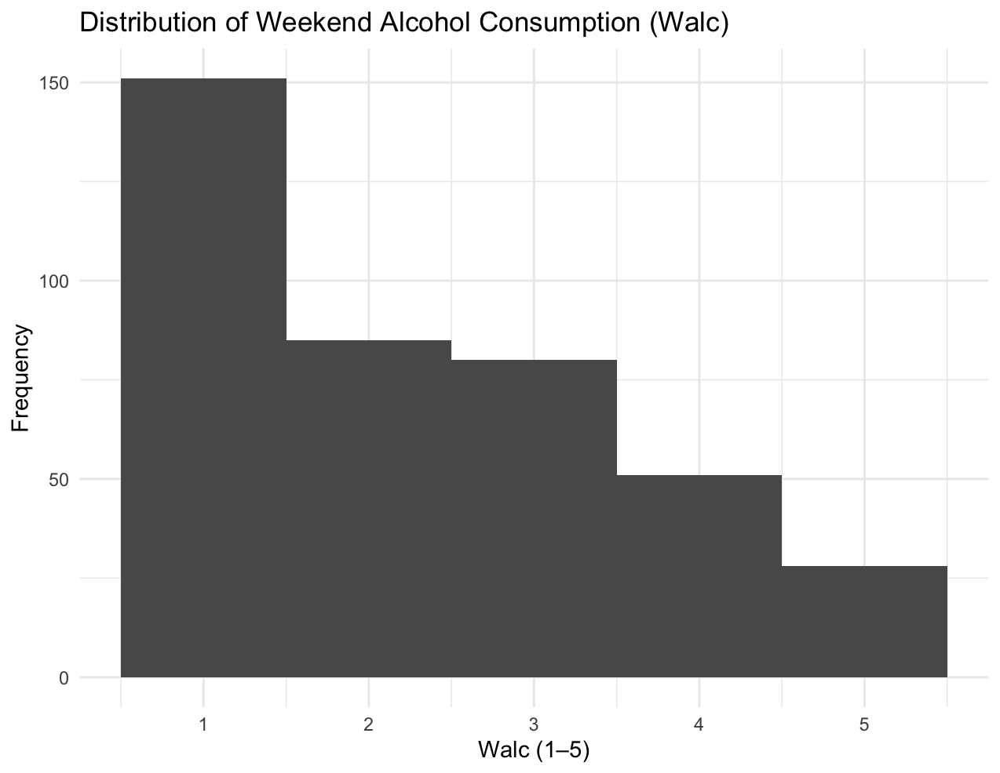 Distribution of Weekend Alcohol Consumption (Walc)
150
100
50
0
Frequency
1 2 3 4 5
Walc (1–5)